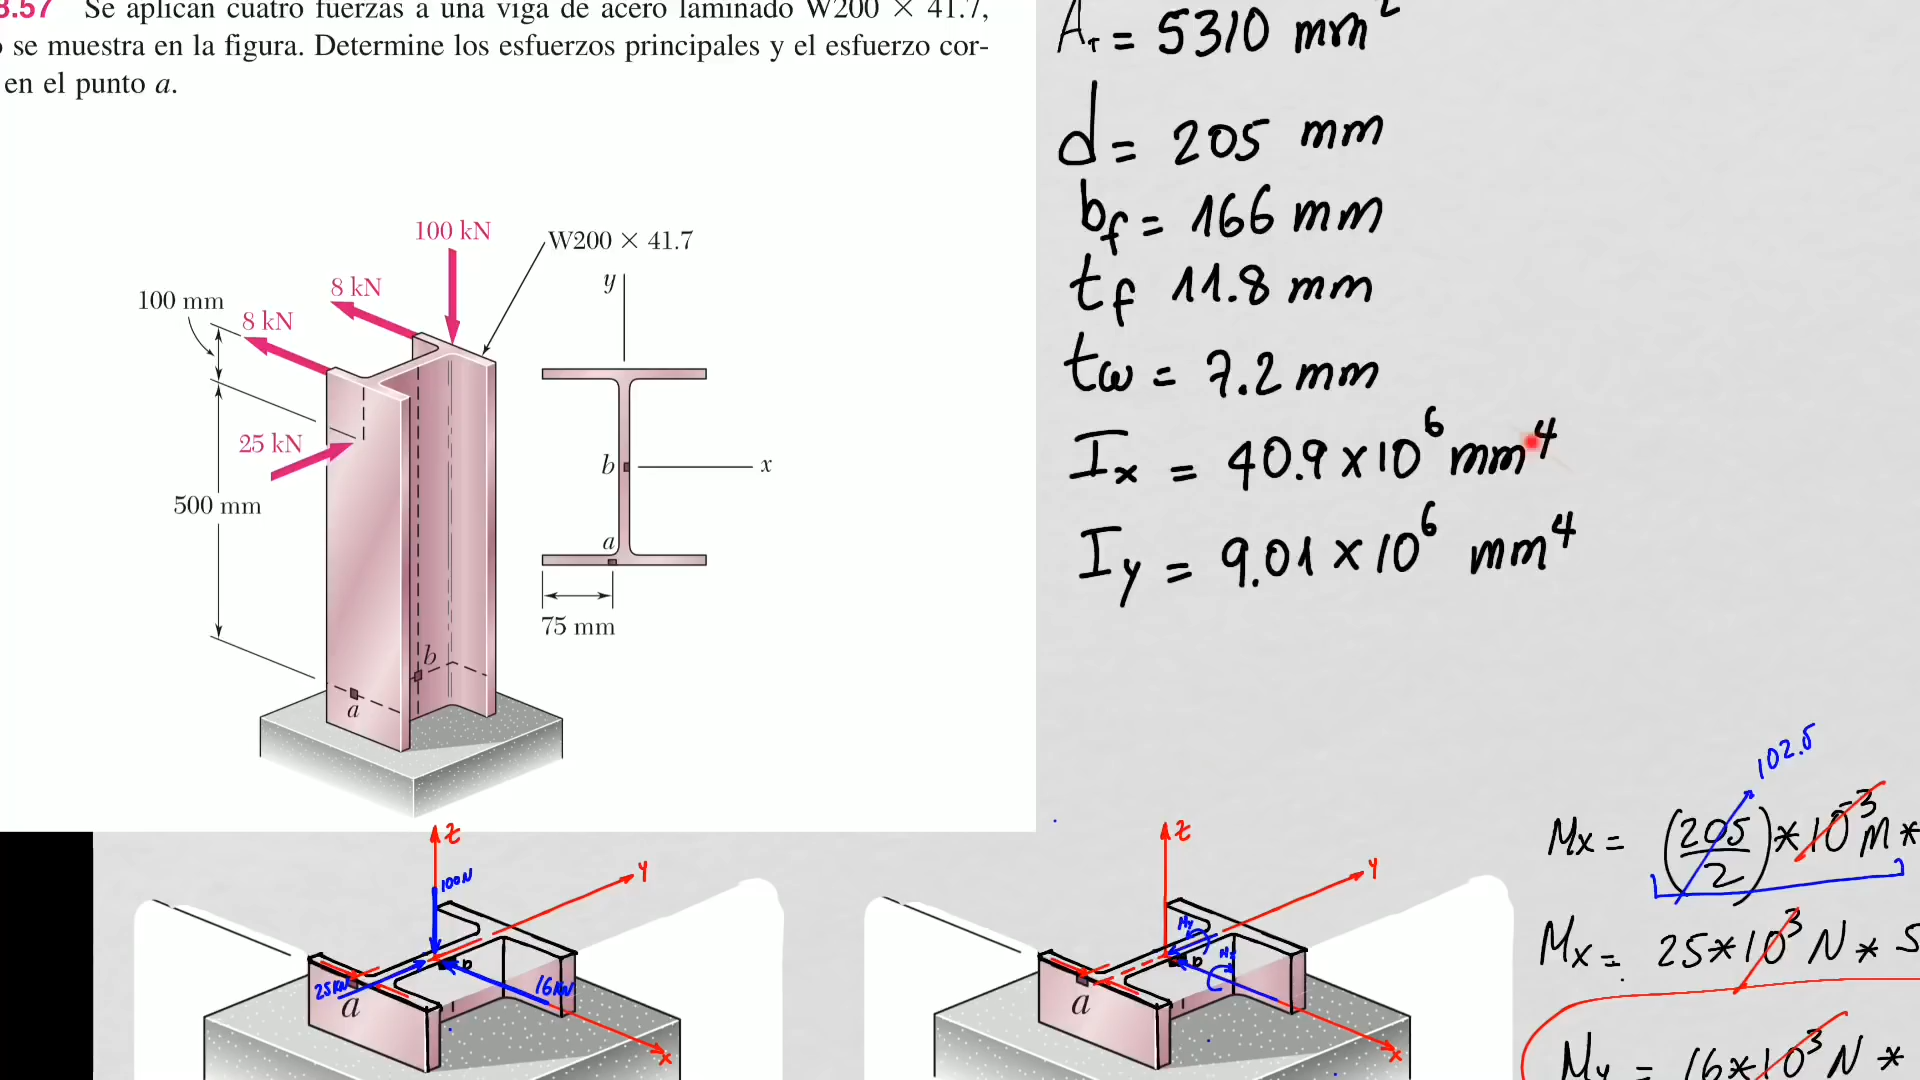 8.57 Se aplican cuatro fuerzas a una viga de acero laminado W200 × 41.7,
se muestra en la figura. Determine los esfuerzos principales y el esfuerzo cor-
en el punto a.
100 kN
W200 × 41.7
8 kN
100 mm
8 kN
25 kN
500 mm
b
a
y
b
x
a
75 mm
= 5310 mm²
d = 205 mm
bf = 166 mm
tf 11.8 mm
tw = 7.2 mm
Ix = 40.9 × 10⁶ mm⁴
Iy = 9.01 × 10⁶ mm⁴
102.5
Mx = (205/2) * 10⁻³ m *
Mx = 25*10³ N * 5
My = 16*10³ N *
z
y
100N
25kN
16kN
a
x
z
y
a
x